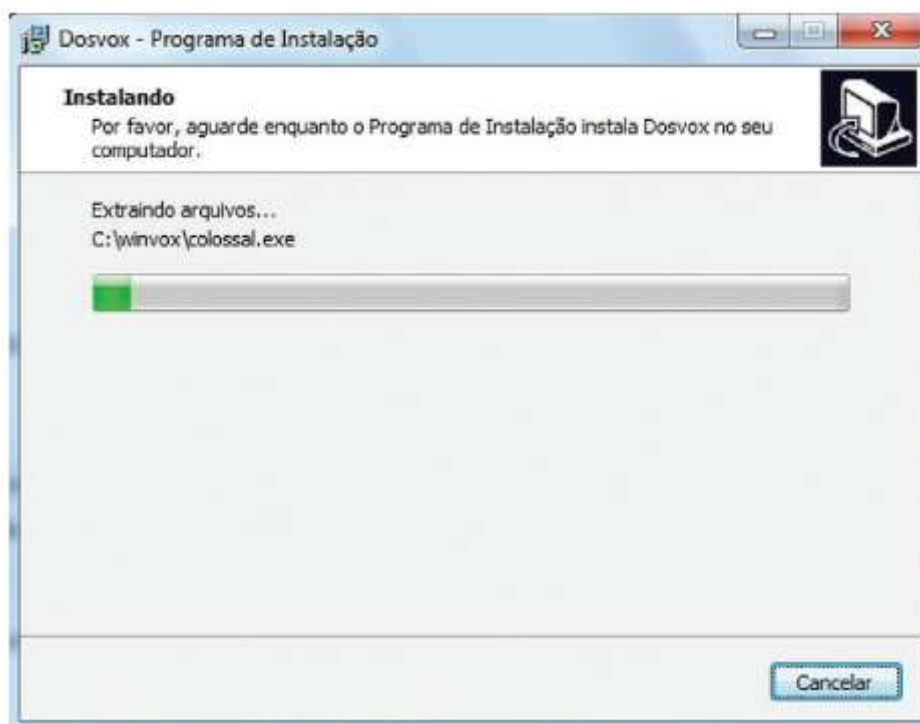 Dosvox - Programa de Instalação
Instalando
Por favor, aguarde enquanto o Programa de Instalação instala Dosvox no seu
computador.
Extraindo arquivos...
C:\winvox\colossal.exe
Cancelar